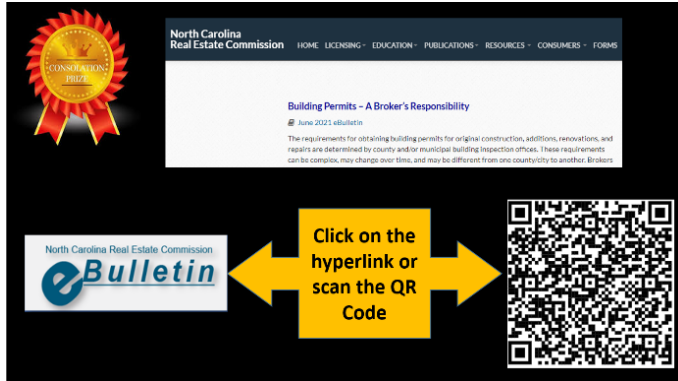 CONSOLATION
PRIZE
North Carolina
Real Estate Commission
HOME LICENSING EDUCATION PUBLICATIONS RESOURCES CONSUMERS FORMS
Building Permits – A Broker's Responsibility
June 2021 eBulletin
The requirements for obtaining building permits for original construction, additions, renovations, and
repairs are determined by county and/or municipal building inspection offices. These requirements
can be complex, may change over time, and may be different from one county/city to another. Brokers
North Carolina Real Estate Commission
eBulletin
Click on the
hyperlink or
scan the QR
Code